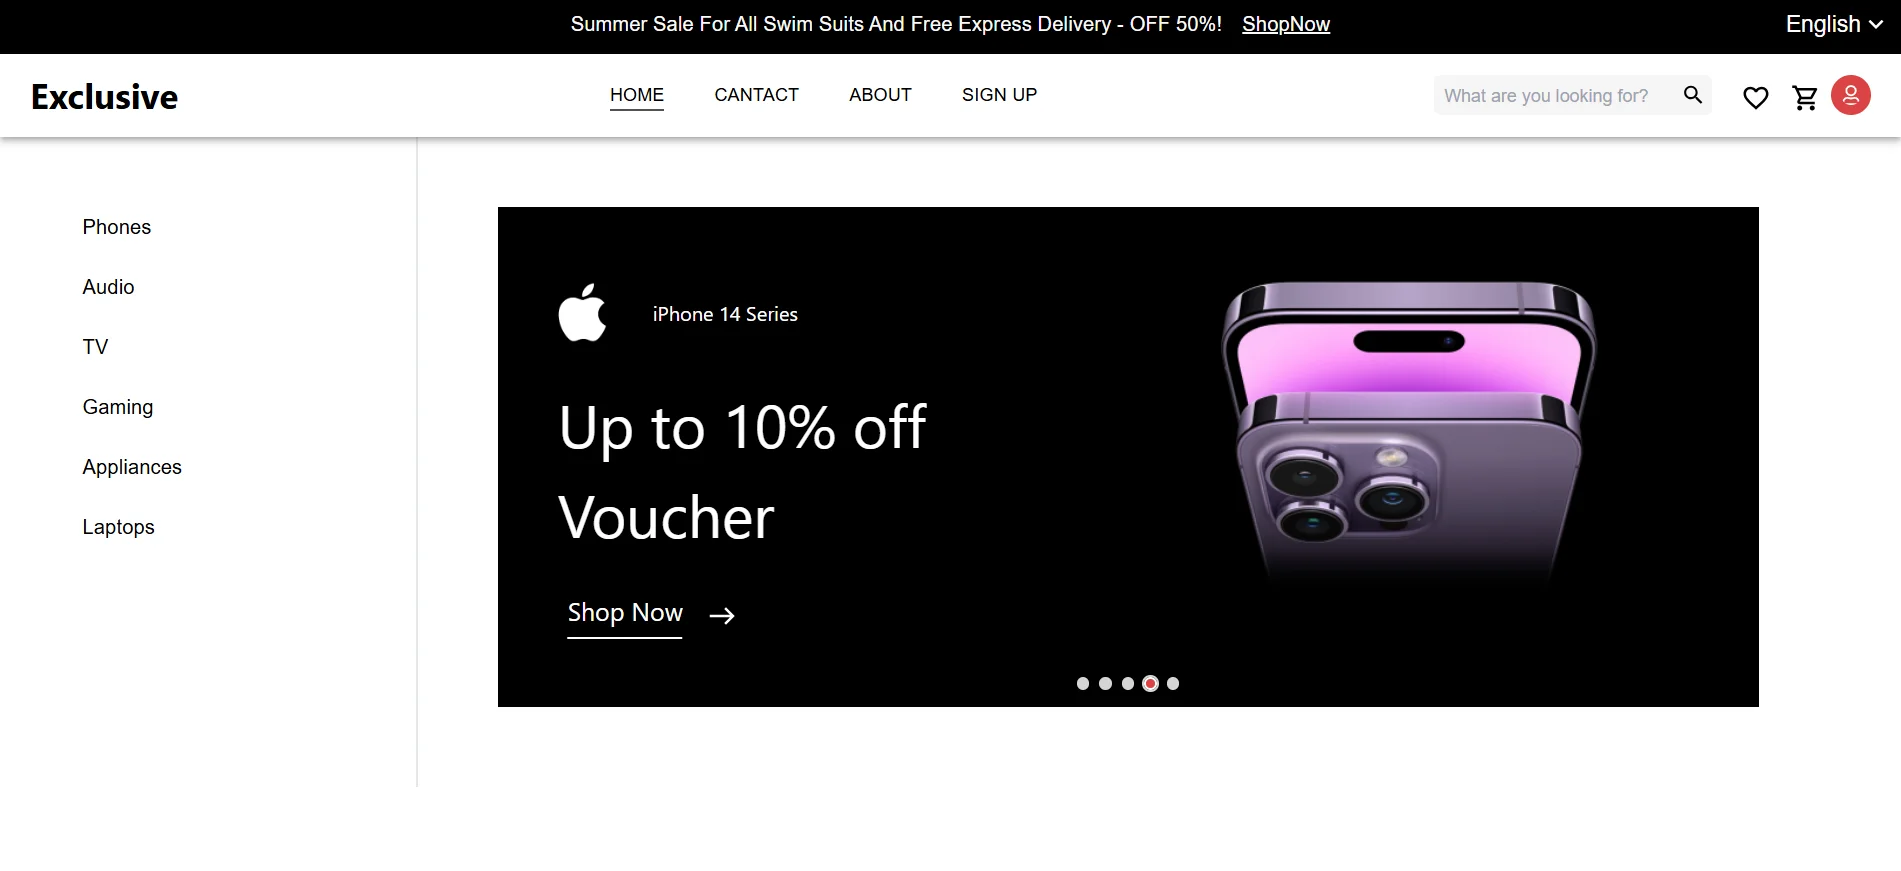 Summer Sale For All Swim Suits And Free Express Delivery - OFF 50%! ShopNow
English
Exclusive
HOME
CANTACT
ABOUT
SIGN UP
What are you looking for?
Phones
Audio
TV
Gaming
Appliances
Laptops
iPhone 14 Series
Up to 10% off
Voucher
Shop Now